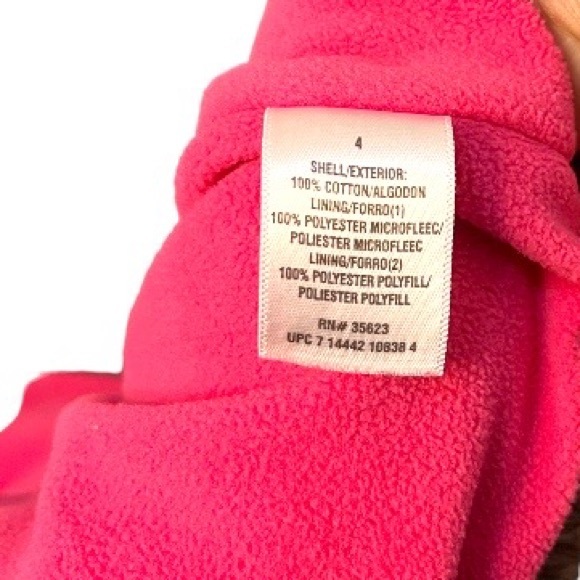 4
SHELL/EXTERIOR:
100% COTTON/ALGODON
LINING/FORRO(1)
100% POLYESTER MICROFLEEC/
POLIESTER MICROFLEEC
LINING/FORRO(2)
100% POLYESTER POLYFILL/
POLIESTER POLYFILL
RN# 35623
UPC 7 14442 10838 4